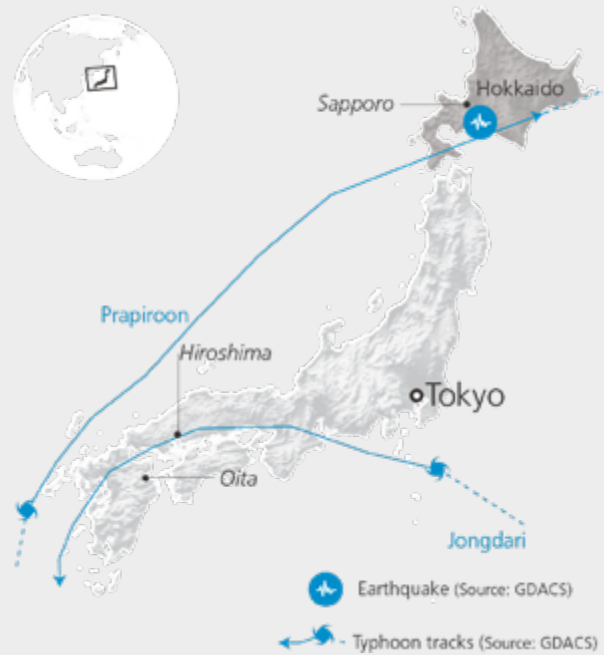 Hokkaido
Sapporo
Prapiroon
Hiroshima
Tokyo
Oita
Jongdari
Earthquake (Source: GDACS)
Typhoon tracks (Source: GDACS)